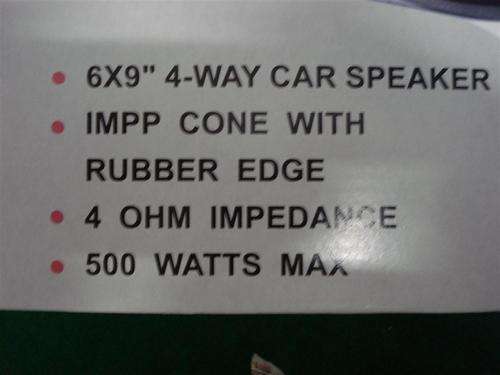 • 6X9" 4-WAY CAR SPEAKER
• IMPP CONE WITH
RUBBER EDGE
• 4 OHM IMPEDANCE
• 500 WATTS MAX